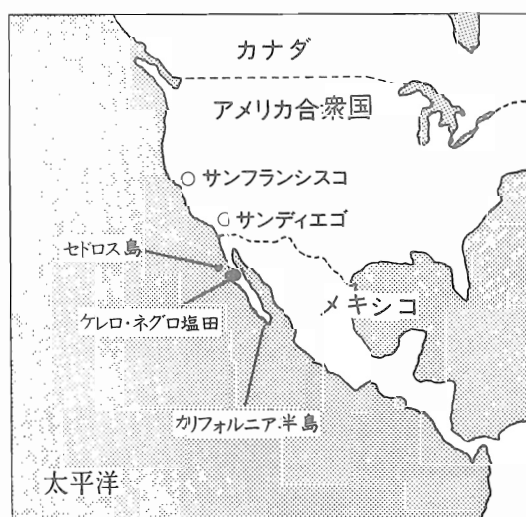 カナダ
アメリカ合衆国
サンフランシスコ
サンディエゴ
セドロス島
メキシコ
ケレロ・ネグロ塩田
カリフォルニア半島
太平洋